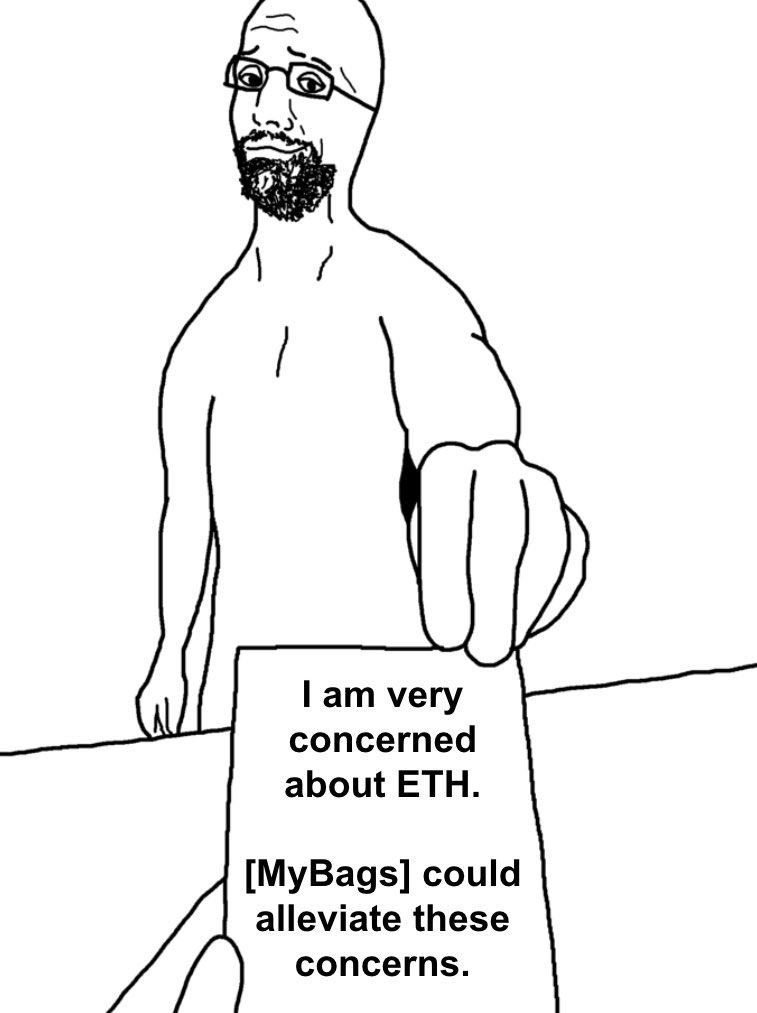 I am very
concerned
about ETH.
[MyBags] could
alleviate these
concerns.